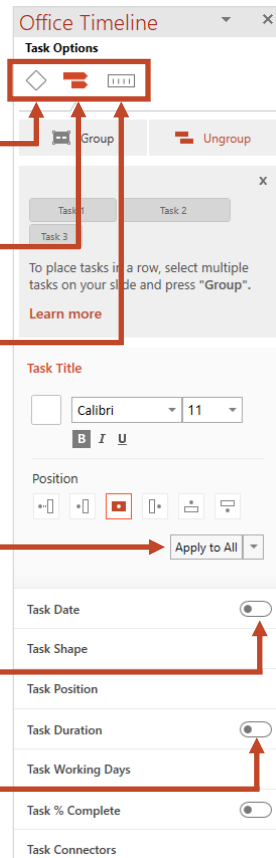 Office Timeline
x
Task Options
Group
Ungroup
x
Task 1
Task 2
Task 3
To place tasks in a row, select multiple
tasks on your slide and press "Group".
Learn more
Task Title
Calibri
11
B I U
Position
Apply to All
Task Date
Task Shape
Task Position
Task Duration
Task Working Days
Task % Complete
Task Connectors